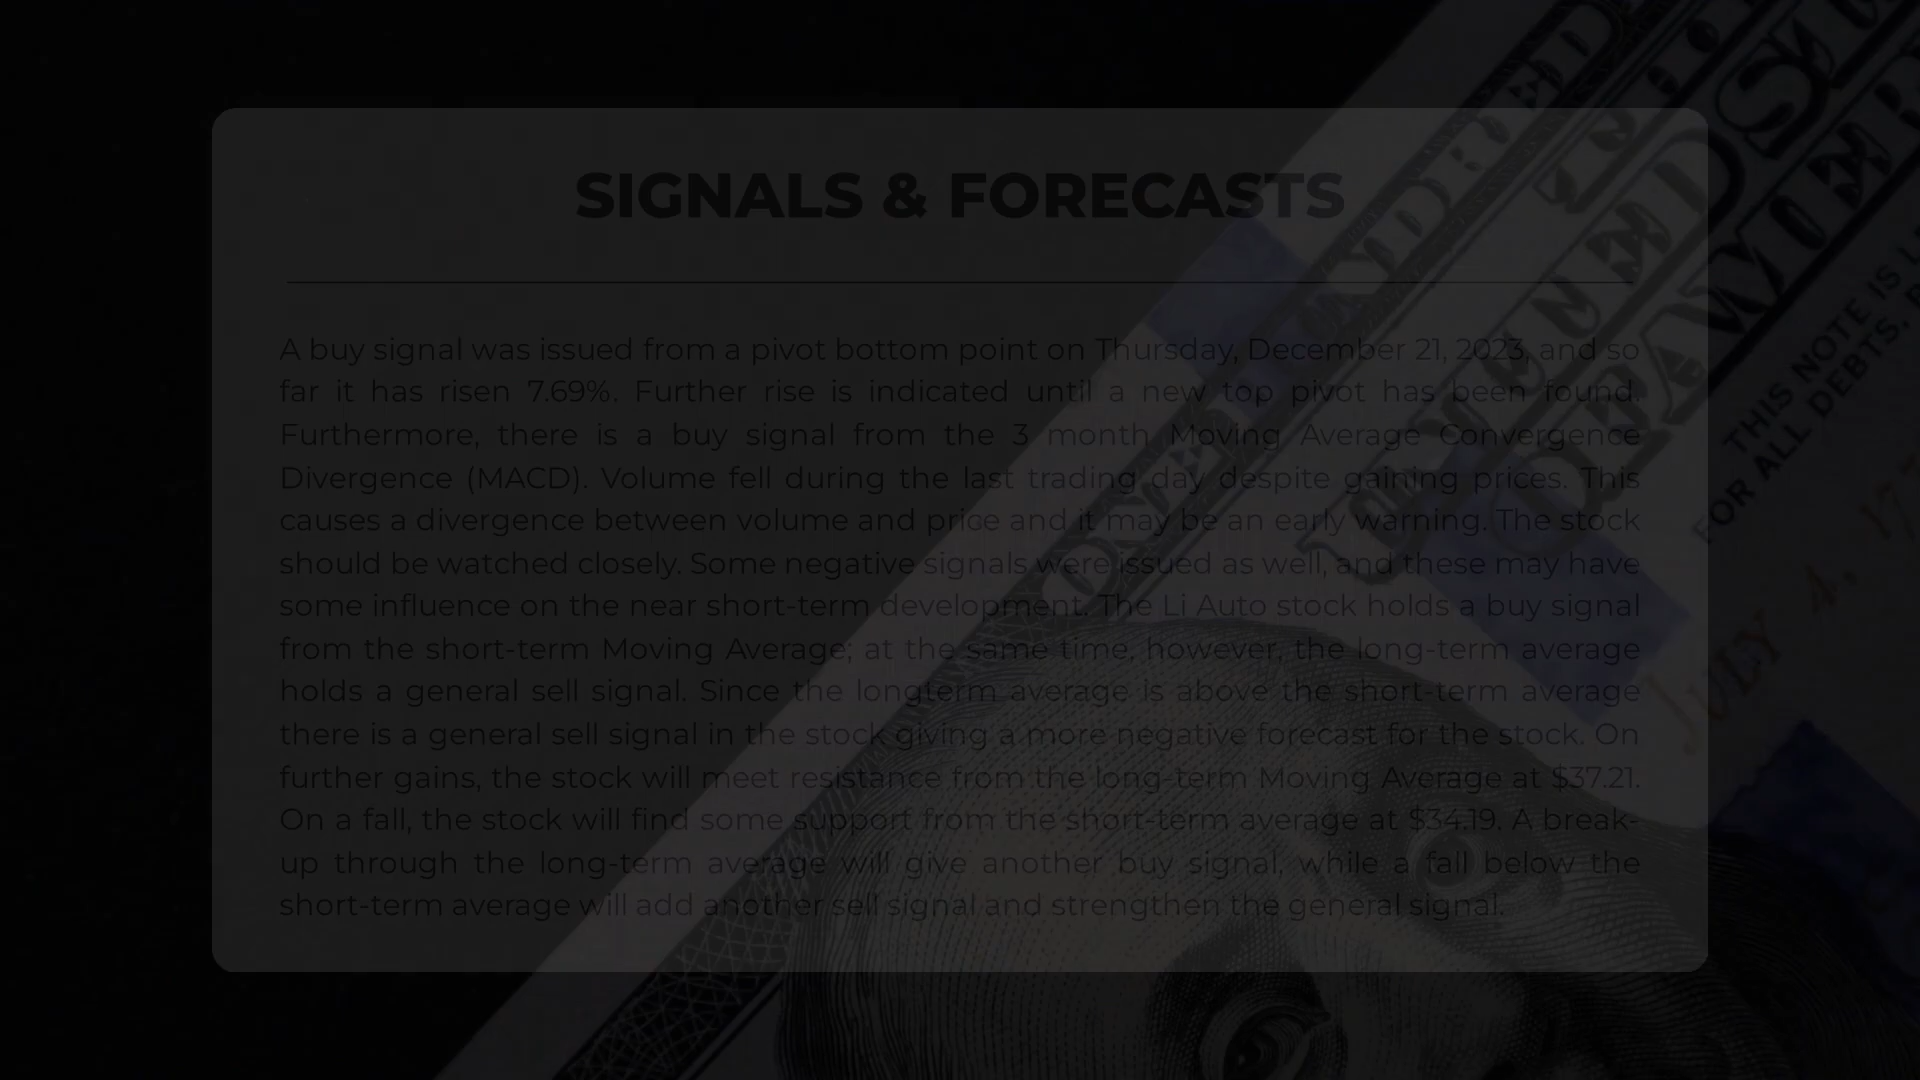 SIGNALS & FORECASTS
A buy signal was issued from a pivot bottom point on Thursday, December 21, 2023, and so
far it has risen 7.69%. Further rise is indicated until a new top pivot has been found.
Furthermore, there is a buy signal from the 3 month Moving Average Convergence
Divergence (MACD). Volume fell during the last trading day despite gaining prices. This
causes a divergence between volume and price and it may be an early warning. The stock
should be watched closely. Some negative signals were issued as well, and these may have
some influence on the near short-term development. The Li Auto stock holds a buy signal
from the short-term Moving Average; at the same time, however, the long-term average
holds a general sell signal. Since the longterm average is above the short-term average
there is a general sell signal in the stock giving a more negative forecast for the stock. On
further gains, the stock will meet resistance from the long-term Moving Average at $37.21.
On a fall, the stock will find some support from the short-term average at $34.19. A break-
up through the long-term average will give another buy signal, while a fall below the
short-term average will add another sell signal and strengthen the general signal.
THIS NOTE IS
FOR ALL DEBTS,
JULY 4, 17